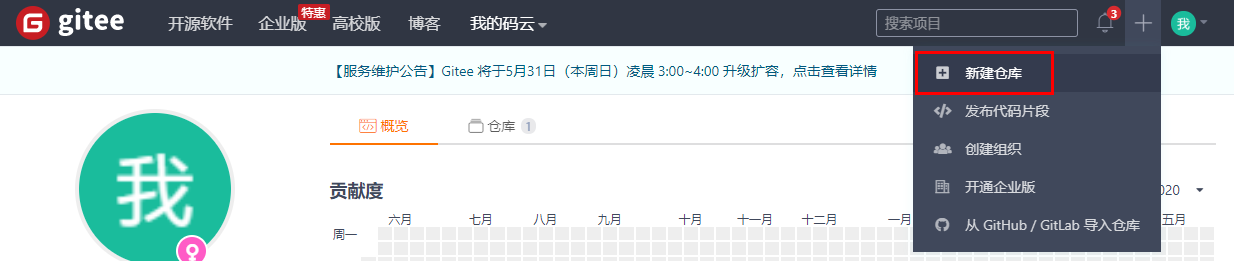 gitee 开源软件 企业版 特惠 高校版 博客 我的码云 搜索项目 3 我
【服务维护公告】Gitee 将于5月31日（本周日）凌晨 3:00~4:00 升级扩容，点击查看详情
新建仓库
发布代码片段
创建组织
开通企业版
从 GitHub / GitLab 导入仓库
我
概览 仓库 1
贡献度
六月 七月 八月 九月 十月 十一月 十二月 一月 五月
周一